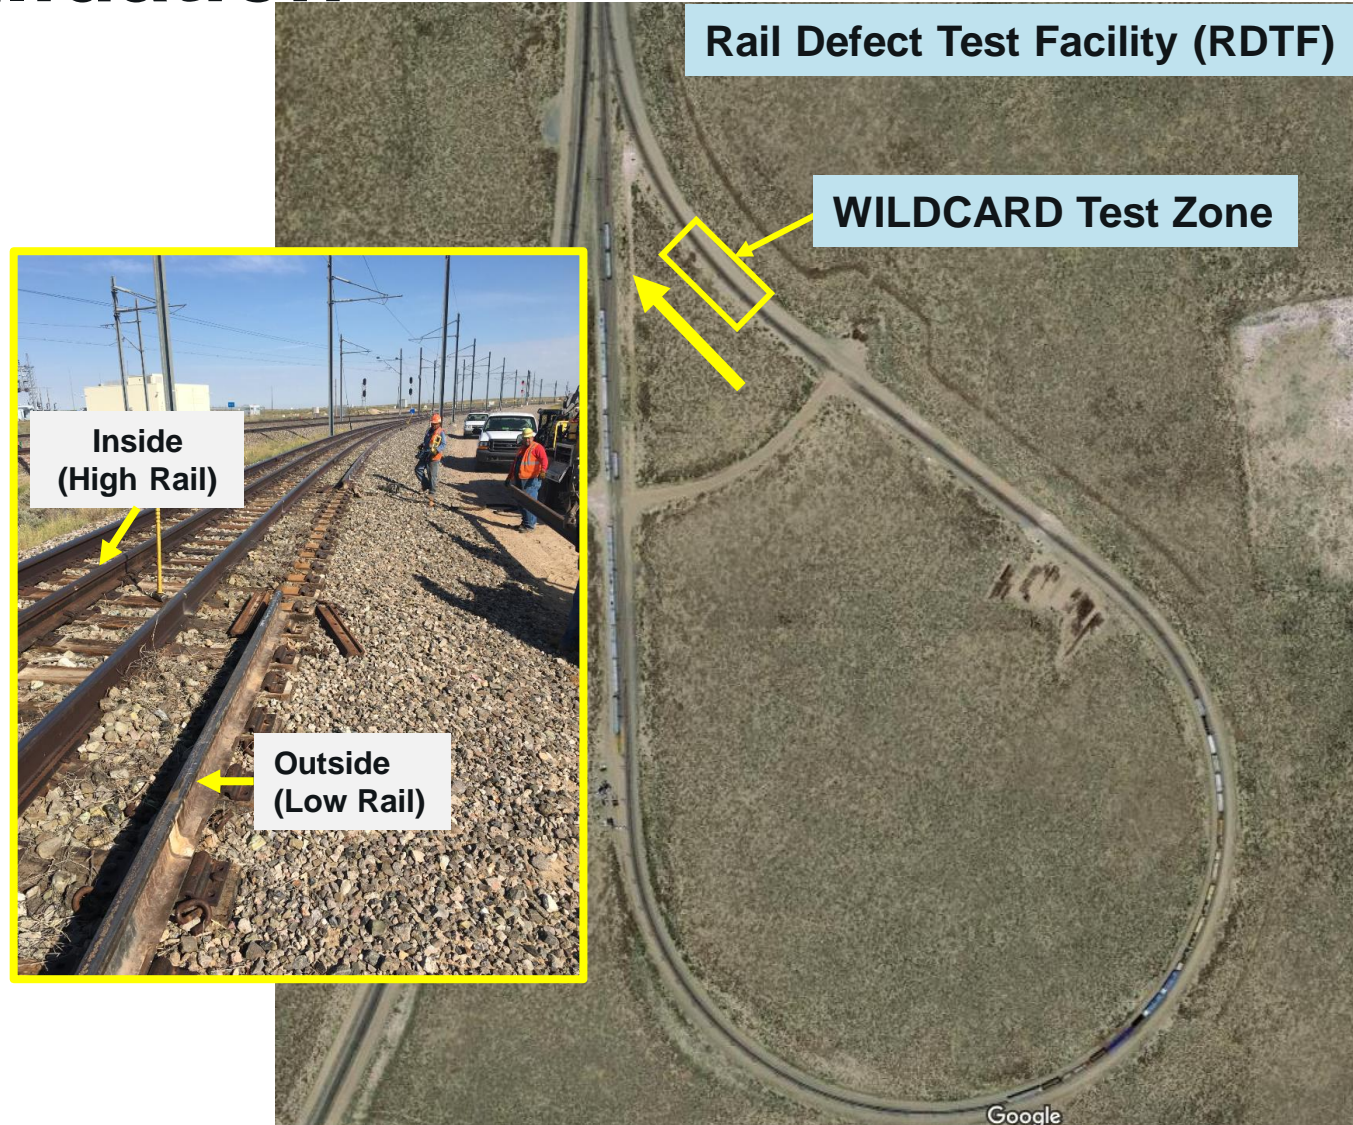 Rail Defect Test Facility (RDTF)
WILDCARD Test Zone
Inside
(High Rail)
Outside
(Low Rail)
Google